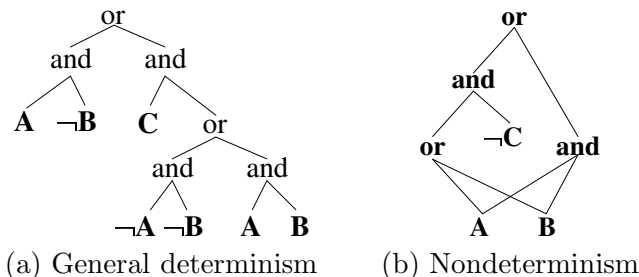 or
or
and
and
and
A
¬B
C
or
or
¬C
and
and
and
¬A
¬B
A
B
A
B
(a) General determinism
(b) Nondeterminism